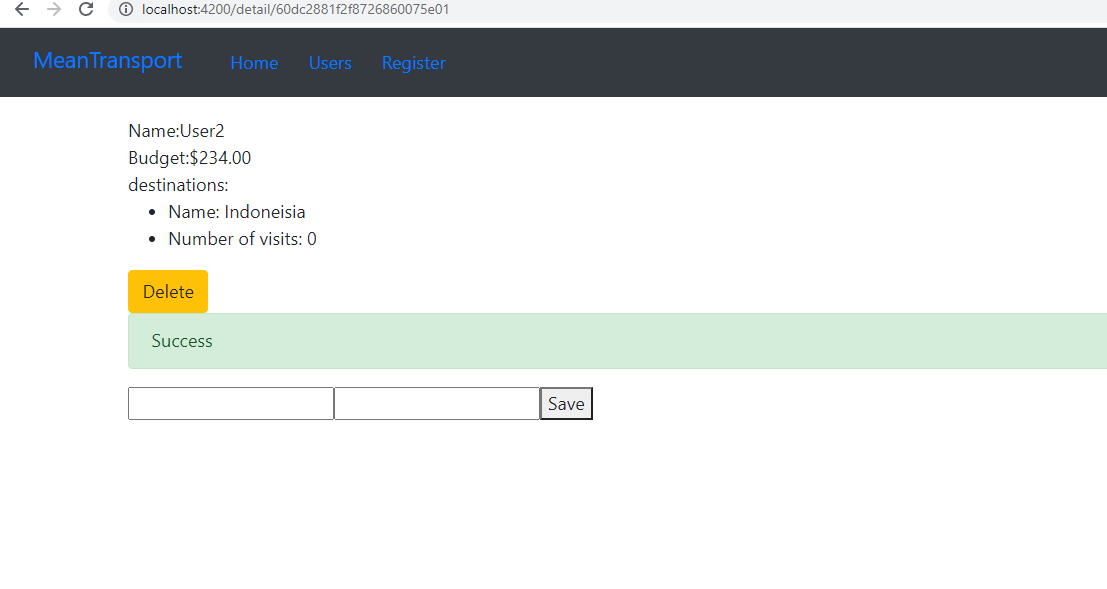 localhost:4200/detail/60dc2881f2f8726860075e01
MeanTransport Home Users Register
Name:User2
Budget:$234.00
destinations:
• Name: Indoneisia
• Number of visits: 0
Delete
Success
Save